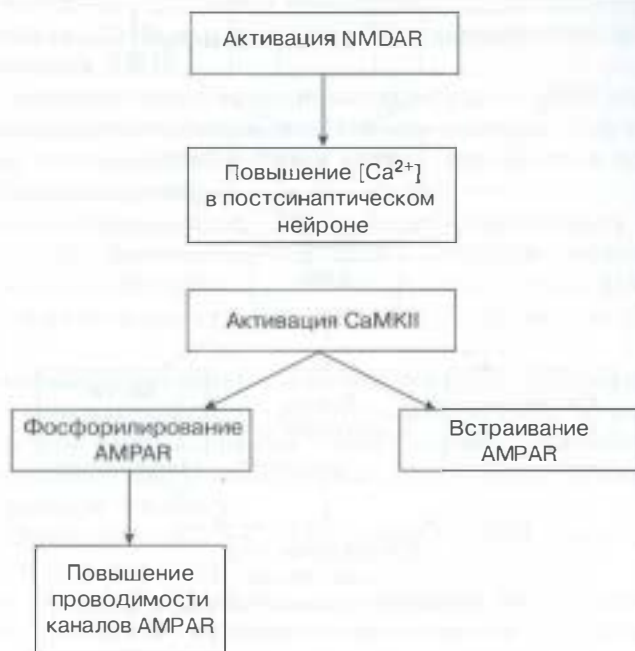 Активация NMDAR
Повышение [Ca²⁺]
в постсинаптическом
нейроне
Активация CaMKII
Фосфорилирование
AMPAR
Встраивание
AMPAR
Повышение
проводимости
каналов AMPAR